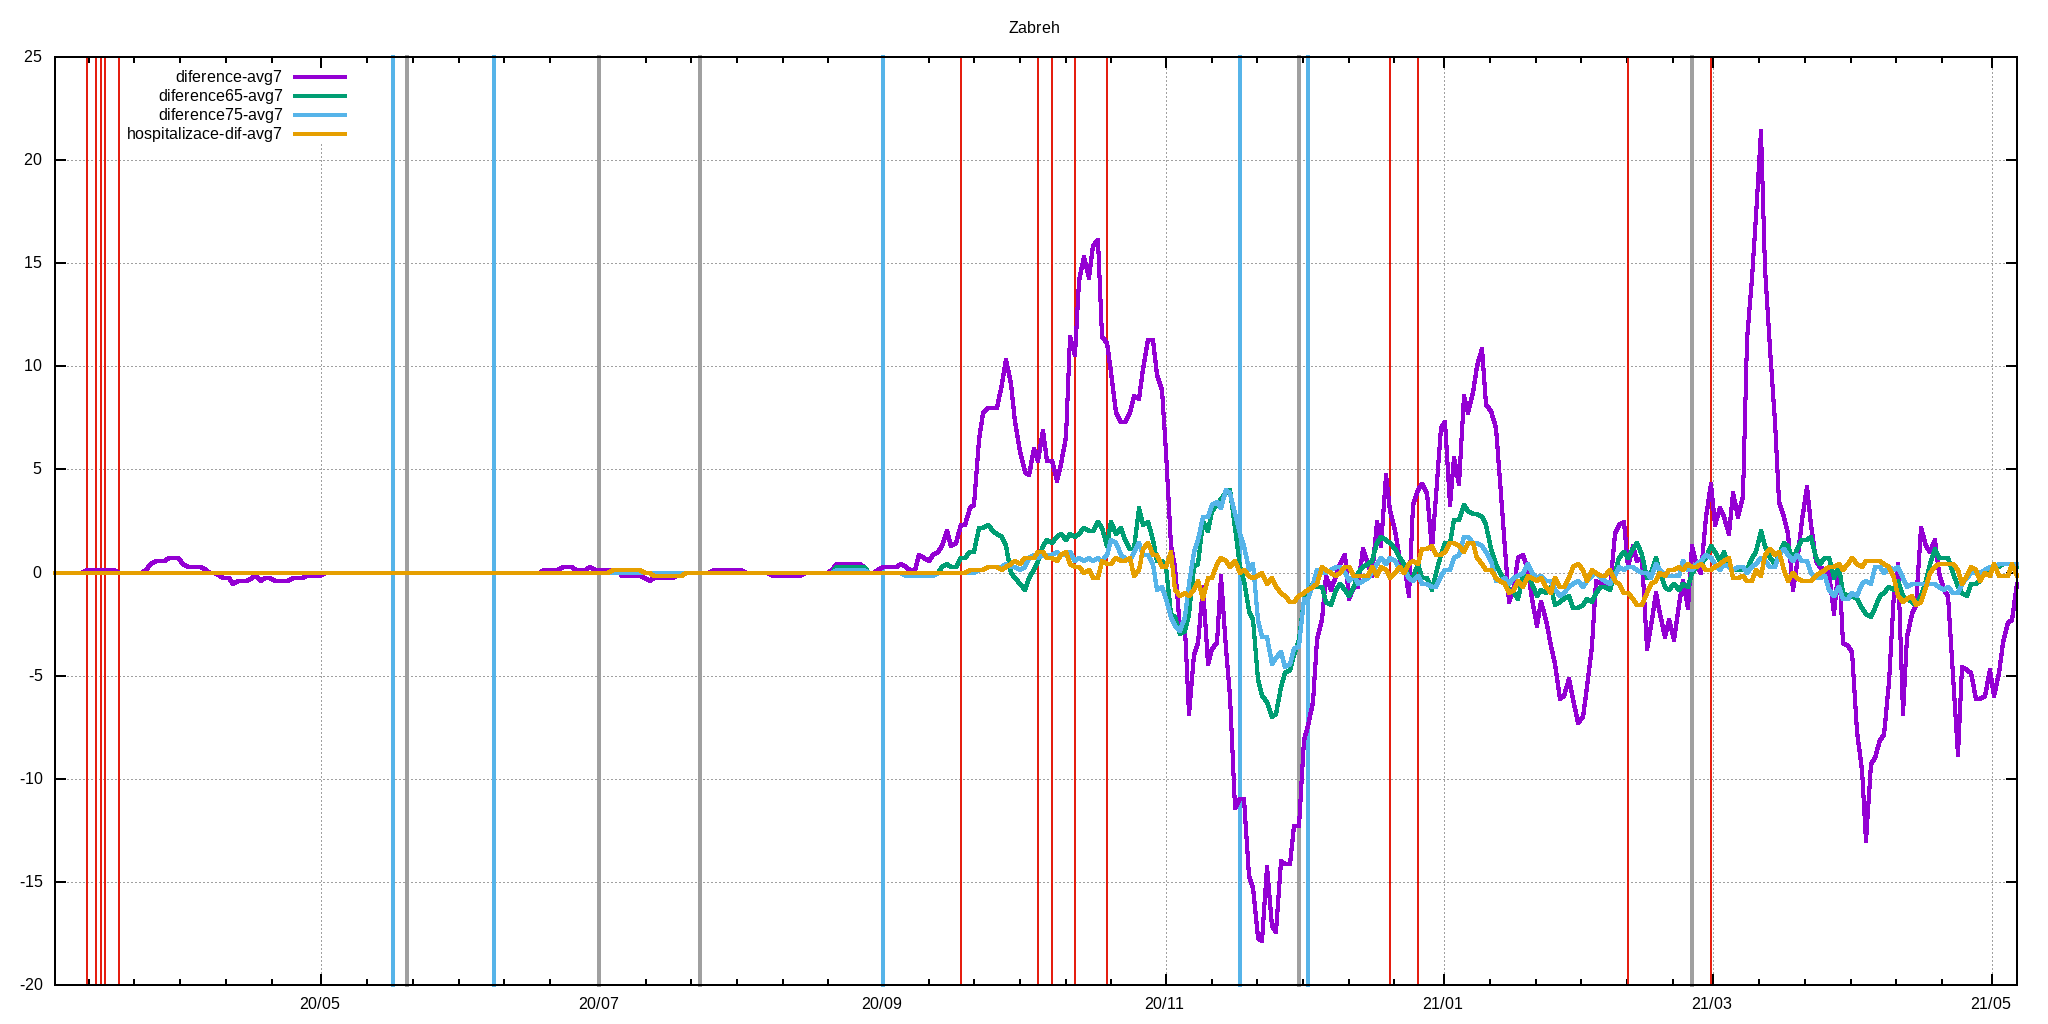 Zabreh
25
20
15
10
5
0
-5
-10
-15
-20
diference-avg7
diference65-avg7
diference75-avg7
hospitalizace-dif-avg7
20/05 20/07 20/09 20/11 21/01 21/03 21/05